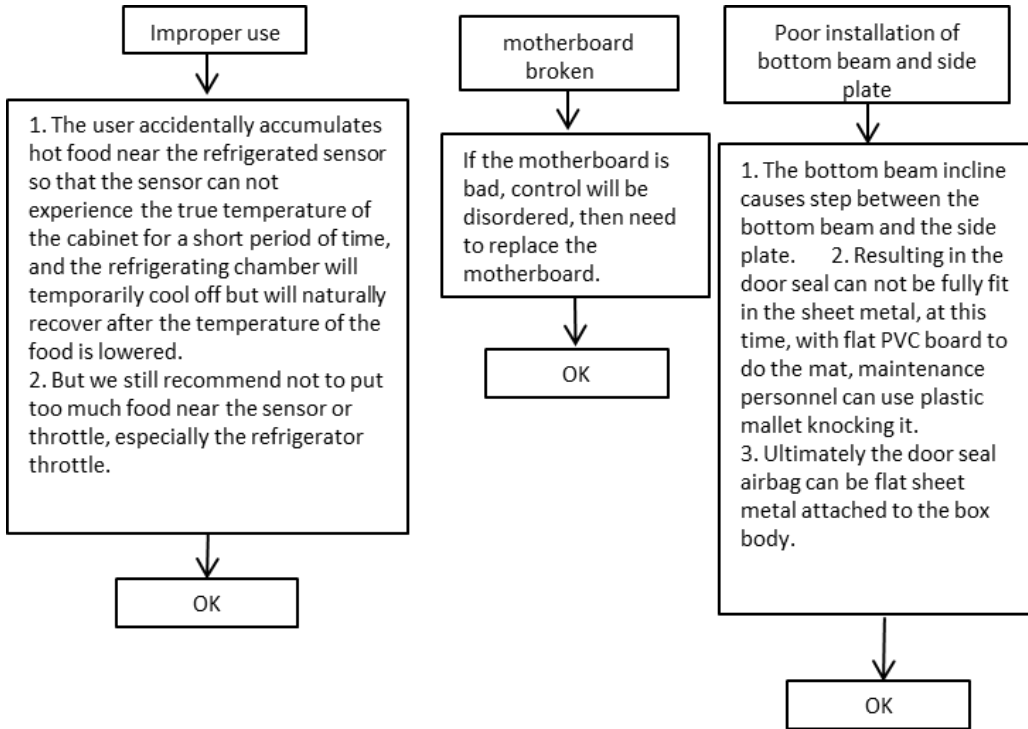 Improper use
1. The user accidentally accumulates
hot food near the refrigerated sensor
so that the sensor can not
experience the true temperature of
the cabinet for a short period of time,
and the refrigerating chamber will
temporarily cool off but will naturally
recover after the temperature of the
food is lowered.
2. But we still recommend not to put
too much food near the sensor or
throttle, especially the refrigerator
throttle.
OK
motherboard
broken
If the motherboard is
bad, control will be
disordered, then need
to replace the
motherboard.
OK
Poor installation of
bottom beam and side
plate
1. The bottom beam incline
causes step between the
bottom beam and the side
plate. 2. Resulting in the
door seal can not be fully fit
in the sheet metal, at this
time, with flat PVC board to
do the mat, maintenance
personnel can use plastic
mallet knocking it.
3. Ultimately the door seal
airbag can be flat sheet
metal attached to the box
body.
OK